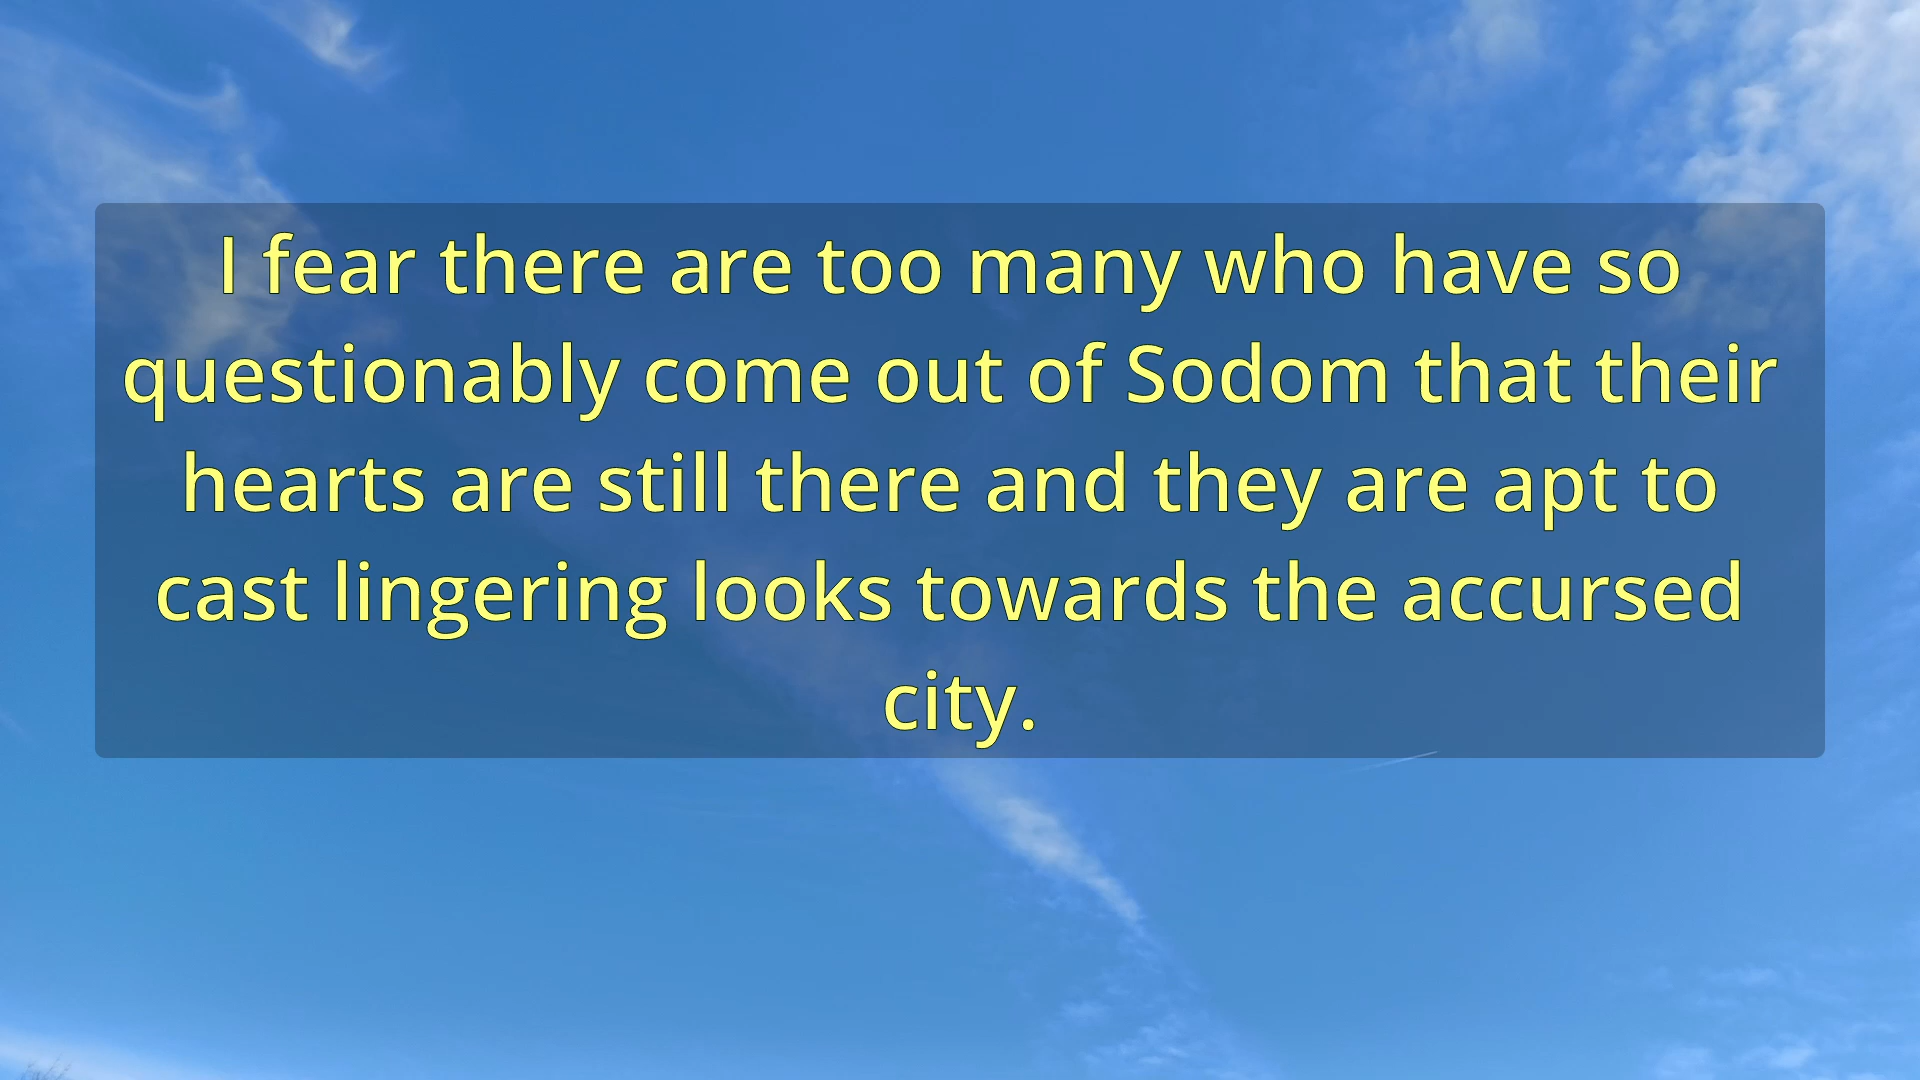 I fear there are too many who have so
questionably come out of Sodom that their
hearts are still there and they are apt to
cast lingering looks towards the accursed
city.